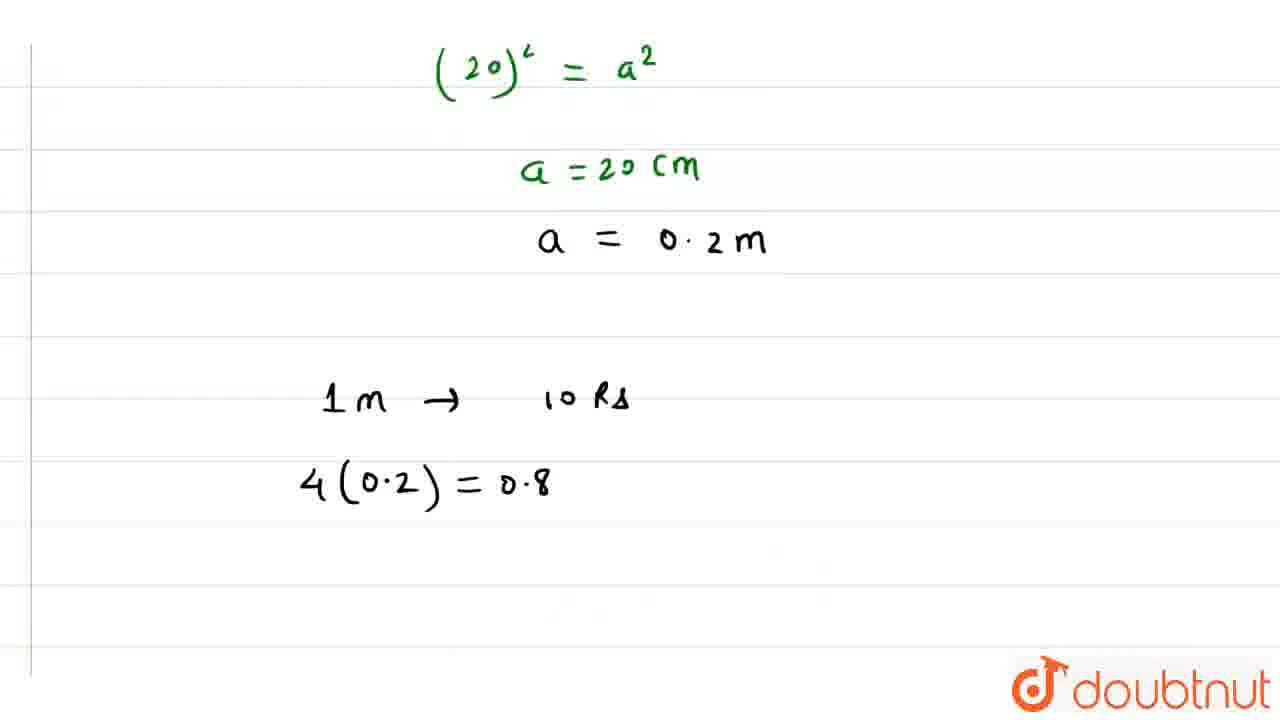 (20)² = a²
a = 20 cm
a = 0.2 m
1 m → 10 Rs
4(0.2) = 0.8
doubtnut